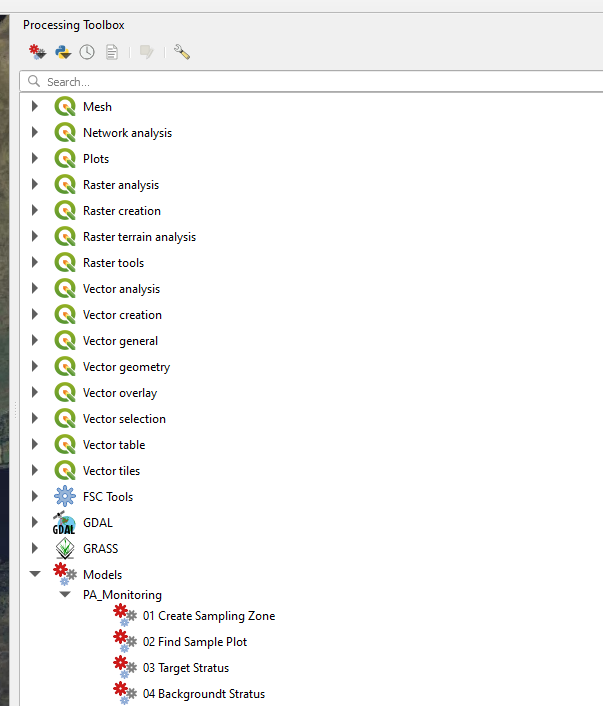 Processing Toolbox
Search...
Mesh
Network analysis
Plots
Raster analysis
Raster creation
Raster terrain analysis
Raster tools
Vector analysis
Vector creation
Vector general
Vector geometry
Vector overlay
Vector selection
Vector table
Vector tiles
FSC Tools
GDAL GDAL
GRASS
Models
PA_Monitoring
01 Create Sampling Zone
02 Find Sample Plot
03 Target Stratus
04 Backgroundt Stratus